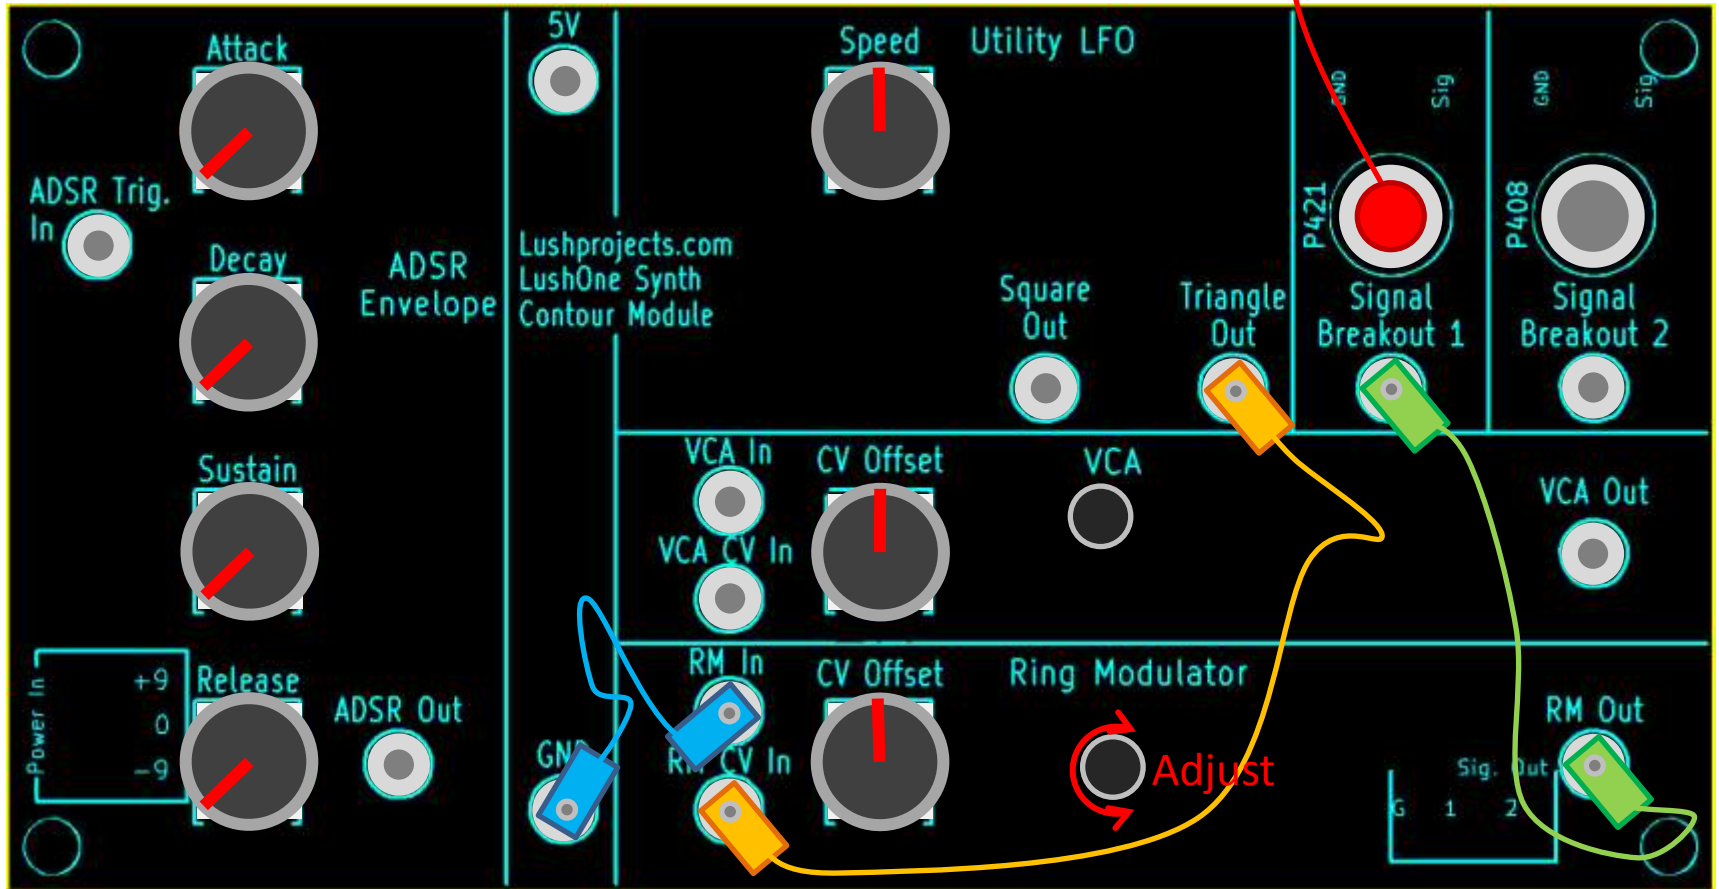 Attack
ADSR Trig.
In
Decay
ADSR
Envelope
Sustain
Power In
+9
0
-9
Release
ADSR Out
5V
Lushprojects.com
LushOne Synth
Contour Module
GND
Speed
Utility LFO
Square
Out
Triangle
Out
GND
Sig
P421
Signal
Breakout 1
GND
Sig
P408
Signal
Breakout 2
VCA In
VCA CV In
CV Offset
VCA
VCA Out
RM In
RM CV In
CV Offset
Ring Modulator
Adjust
RM Out
Sig. Out
G 1 2